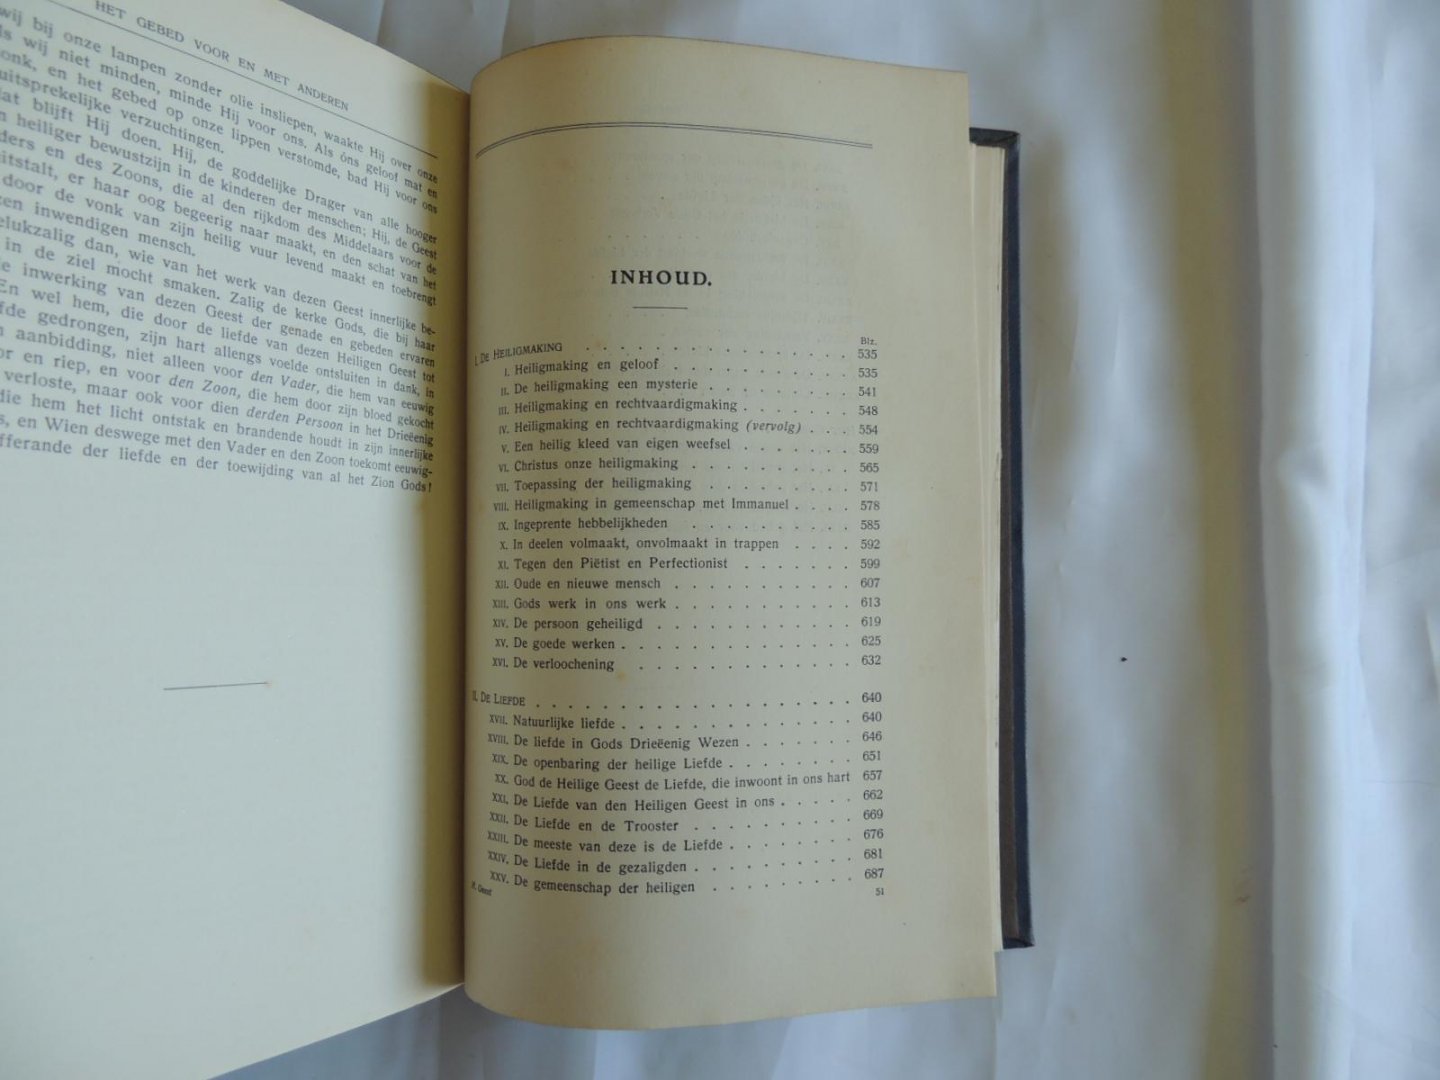 HET GEBED VOOR EN MET ANDEREN
wij bij onze lampen zonder olie insliepen, waakte Hij over onze
wij niet minden, minde Hij voor ons. Als óns geloof mat en
en het gebed op onze lippen verstomde, bad Hij voor ons
uitsprekelijke verzuchtingen.
blijft Hij doen. Hij, de goddelijke Drager van alle hooger
heiliger bewustzijn in de kinderen der menschen; Hij, de Geest
en des Zoons, die al den rijkdom des Middelaars voor de
er haar oog begeerig naar maakt, en den schat van het
door de vonk van zijn heilig vuur levend maakt en toebrengt
inwendigen mensch.
dan, wie van het werk van dezen Geest innerlijke be-
in de ziel mocht smaken. Zalig de kerke Gods, die bij haar
inwerking van dezen Geest der genade en gebeden ervaren
En wel hem, die door de liefde van dezen Heiligen Geest tot
gedrongen, zijn hart allengs voelde ontsluiten in dank, in
aanbidding, niet alleen voor den Vader, die hem van eeuwig
en riep, en voor den Zoon, die hem door zijn bloed gekocht
verloste, maar ook voor dien derden Persoon in het Drieëenig
die hem het licht ontstak en brandende houdt in zijn innerlijke
en Wien deswege met den Vader en den Zoon toekomt eeuwig-
offerande der liefde en der toewijding van al het Zion Gods!
INHOUD.
Blz.
I. DE HEILIGMAKING . . . . . . . . . . . . . . . 535
I. Heiligmaking en geloof . . . . . . . . . . 535
II. De heiligmaking een mysterie . . . . . . . . 541
III. Heiligmaking en rechtvaardigmaking . . . . . . 548
IV. Heiligmaking en rechtvaardigmaking (vervolg) . . . 554
V. Een heilig kleed van eigen weefsel . . . . . . . 559
VI. Christus onze heiligmaking . . . . . . . . . 565
VII. Toepassing der heiligmaking . . . . . . . . 571
VIII. Heiligmaking in gemeenschap met Immanuel . . . . 578
IX. Ingeprente hebbelijkheden . . . . . . . . . 585
X. In deelen volmaakt, onvolmaakt in trappen . . . . 592
XI. Tegen den Piëtist en Perfectionist . . . . . . . 599
XII. Oude en nieuwe mensch . . . . . . . . . . 607
XIII. Gods werk in ons werk . . . . . . . . . . 613
XIV. De persoon geheiligd . . . . . . . . . . . 619
XV. De goede werken . . . . . . . . . . . . . 625
XVI. De verloochening . . . . . . . . . . . . 632
II. DE LIEFDE . . . . . . . . . . . . . . . . . 640
XVII. Natuurlijke liefde . . . . . . . . . . . . . 640
XVIII. De liefde in Gods Drieëenig Wezen . . . . . . 646
XIX. De openbaring der heilige Liefde . . . . . . . 651
XX. God de Heilige Geest de Liefde, die inwoont in ons hart 657
XXI. De Liefde van den Heiligen Geest in ons . . . . . 662
XXII. De Liefde en de Trooster . . . . . . . . . 669
XXIII. De meeste van deze is de Liefde . . . . . . . 676
XXIV. De Liefde in de gezaligden . . . . . . . . . 681
XXV. De gemeenschap der heiligen . . . . . . . . 687
H. Geest 51